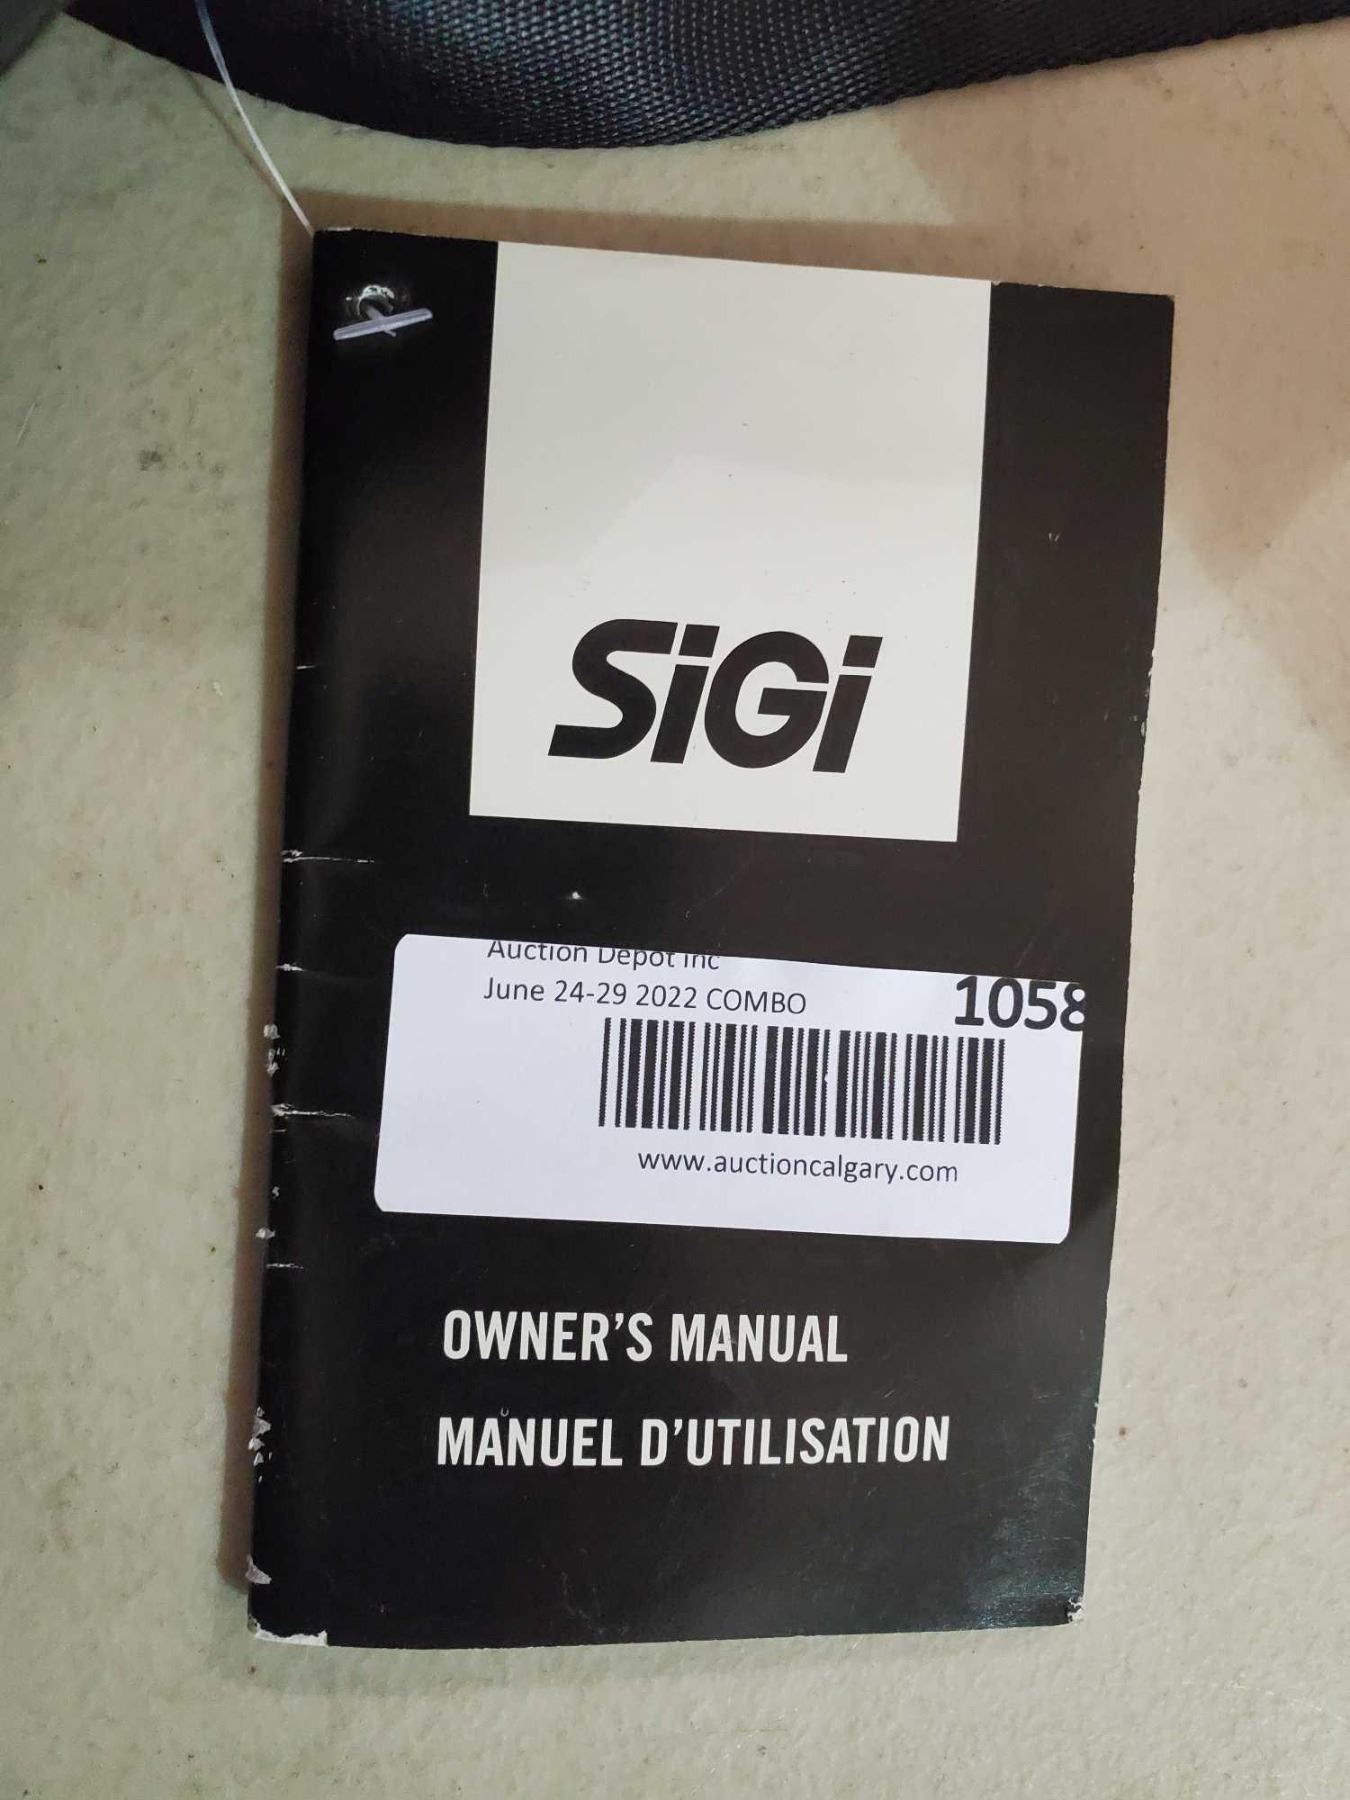 SiGi
Auction Depot Inc
June 24-29 2022 COMBO
1058
www.auctioncalgary.com
OWNER'S MANUAL
MANUEL D'UTILISATION